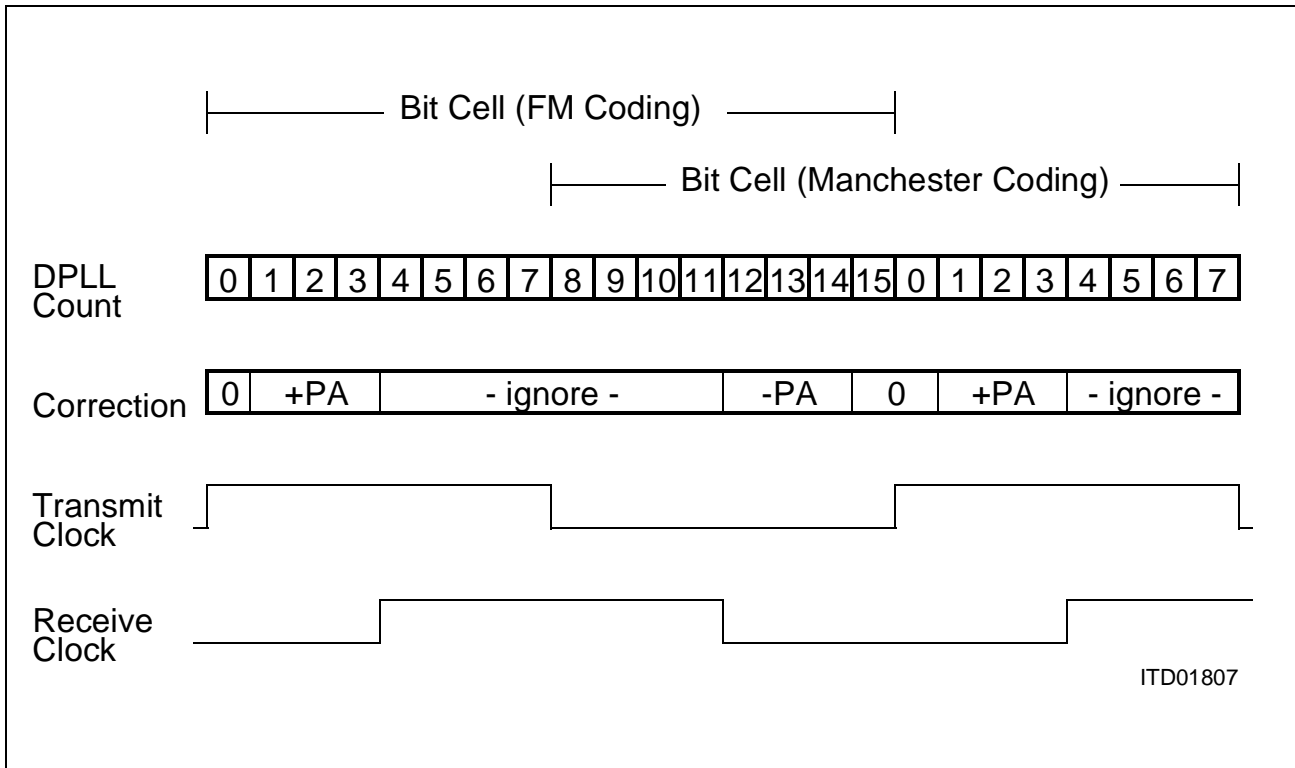 Bit Cell (FM Coding)
Bit Cell (Manchester Coding)
DPLL
Count
0 1 2 3 4 5 6 7 8 9 10 11 12 13 14 15 0 1 2 3 4 5 6 7
Correction 0 +PA - ignore - -PA 0 +PA - ignore -
Transmit
Clock
Receive
Clock
ITD01807